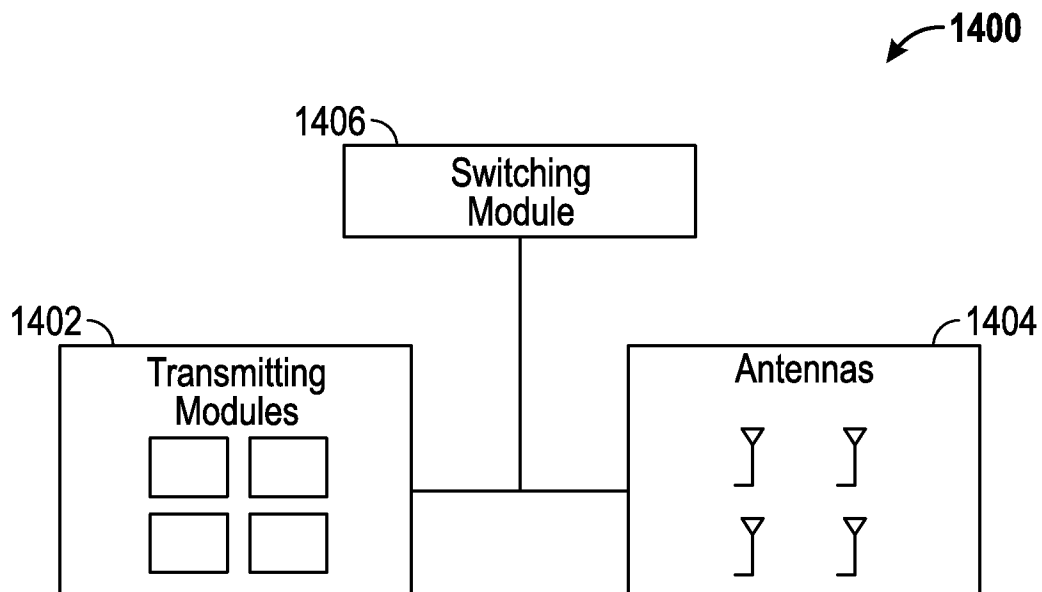 1400
1406
Switching
Module
1402
Transmitting
Modules
1404
Antennas